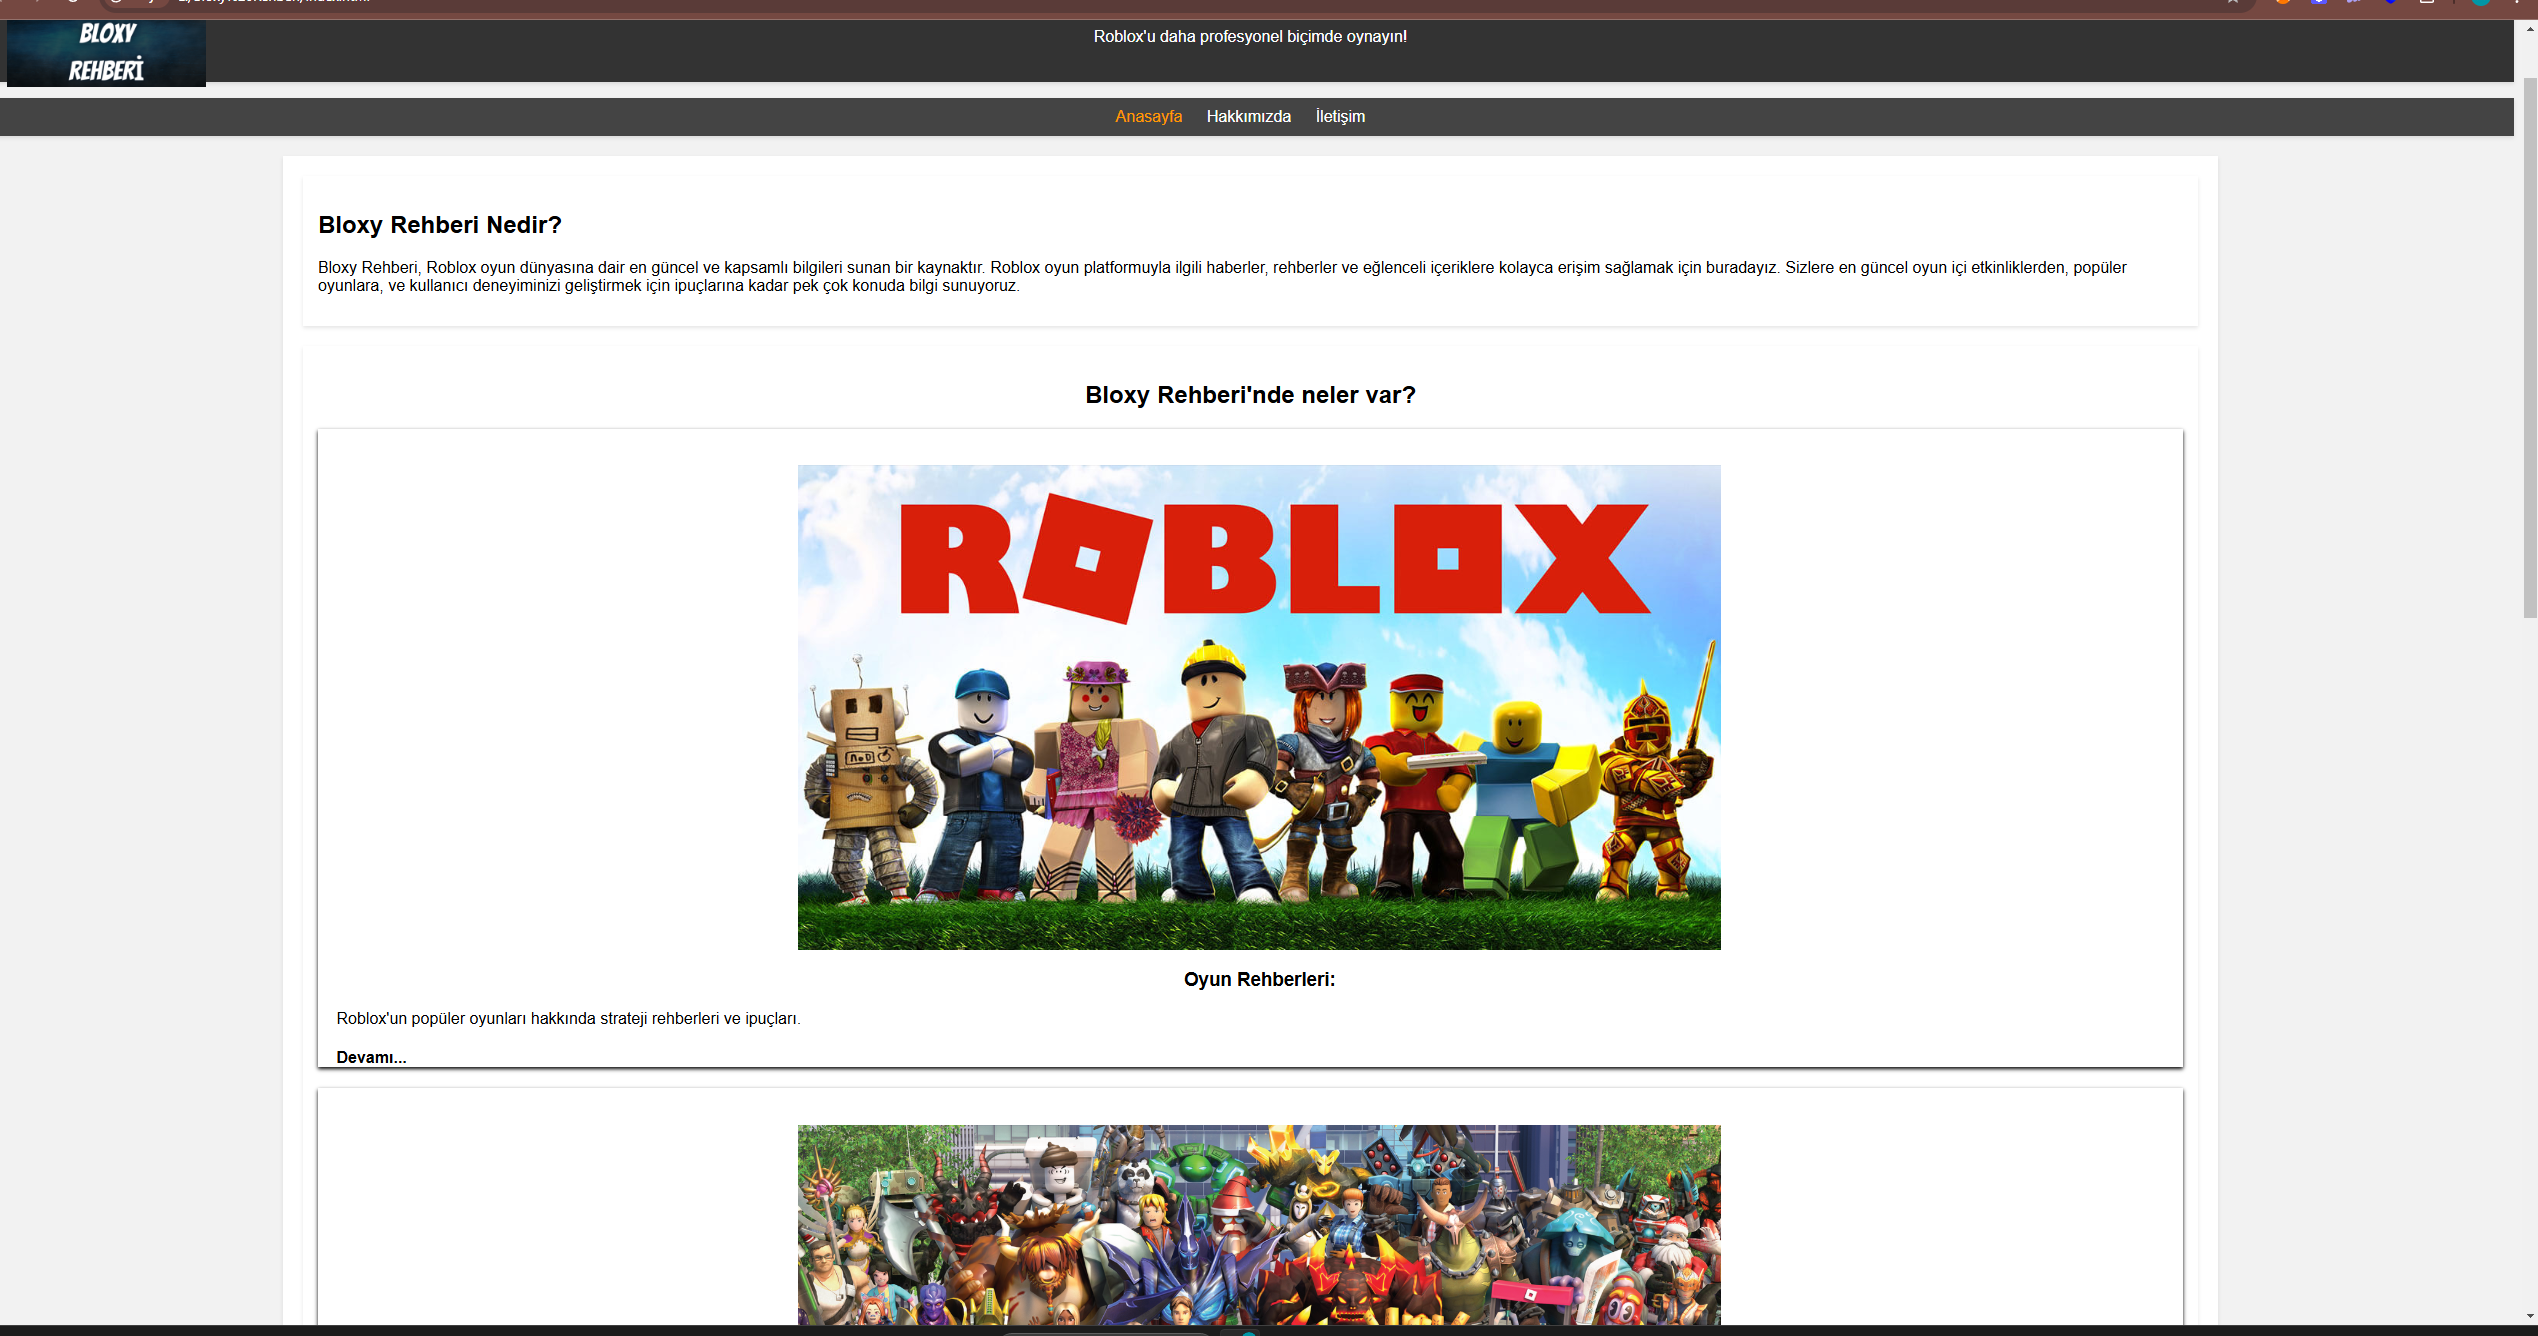 BLOXY
REHBERİ
Roblox'u daha profesyonel biçimde oynayın!
Anasayfa Hakkımızda İletişim
Bloxy Rehberi Nedir?
Bloxy Rehberi, Roblox oyun dünyasına dair en güncel ve kapsamlı bilgileri sunan bir kaynaktır. Roblox oyun platformuyla ilgili haberler, rehberler ve eğlenceli içeriklere kolayca erişim sağlamak için buradayız. Sizlere en güncel oyun içi etkinliklerden, popüler
oyunlara, ve kullanıcı deneyiminizi geliştirmek için ipuçlarına kadar pek çok konuda bilgi sunuyoruz.
Bloxy Rehberi'nde neler var?
ROBLOX
Oyun Rehberleri:
Roblox'un popüler oyunları hakkında strateji rehberleri ve ipuçları.
Devamı...